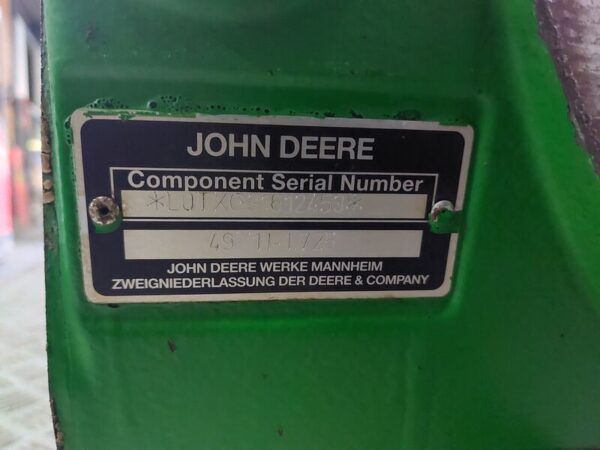 JOHN DEERE
Component Serial Number
JOHN DEERE WERKE MANNHEIM
ZWEIGNIEDERLASSUNG DER DEERE & COMPANY